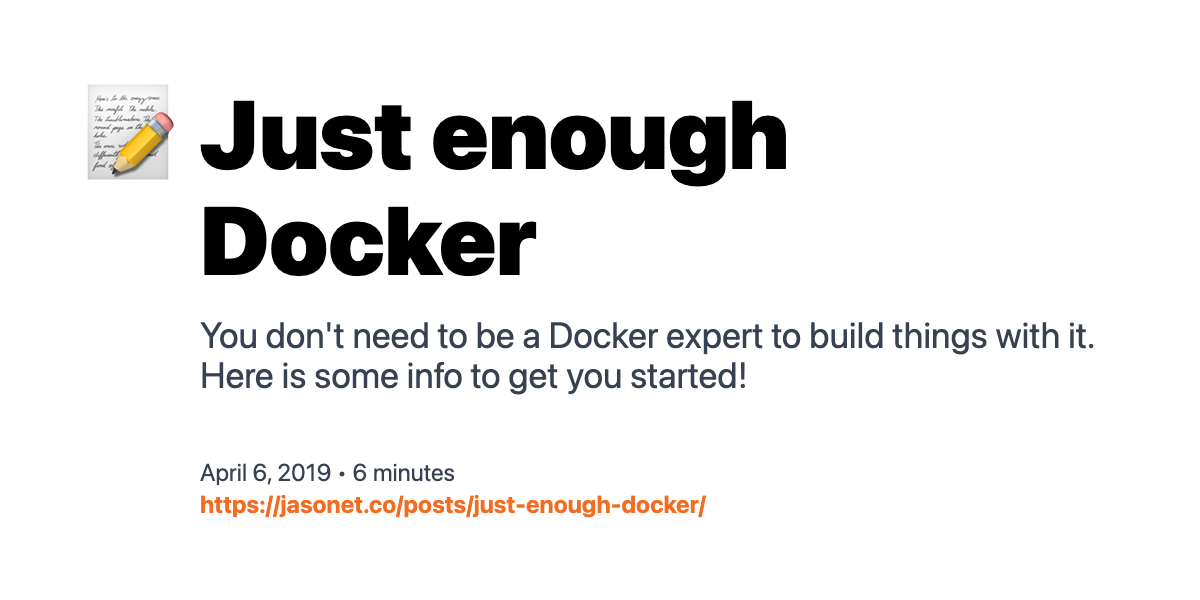 Just enough
Docker
You don't need to be a Docker expert to build things with it.
Here is some info to get you started!
April 6, 2019 • 6 minutes
https://jasonet.co/posts/just-enough-docker/